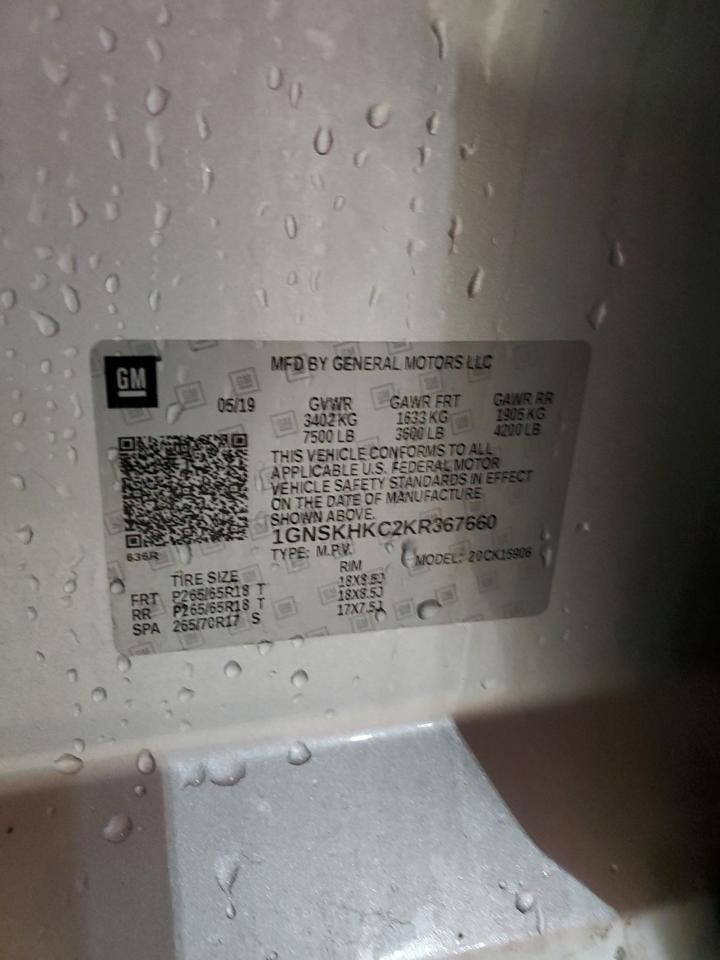 GM
MFD BY GENERAL MOTORS LLC
05/19 GVWR GAWR FRT GAWR RR
3402 KG 1633 KG 1905 KG
7500 LB 3600 LB 4200 LB
THIS VEHICLE CONFORMS TO ALL
APPLICABLE U.S. FEDERAL MOTOR
VEHICLE SAFETY STANDARDS IN EFFECT
ON THE DATE OF MANUFACTURE
SHOWN ABOVE.
1GNSKHKC2KR367660
636R
TYPE: M.P.V. MODEL: 20CK15906
TIRE SIZE RIM
FRT P265/65R18 T 18X8.5J
RR P265/65R18 T 18X8.5J
SPA 265/70R17 S 17X7.5J